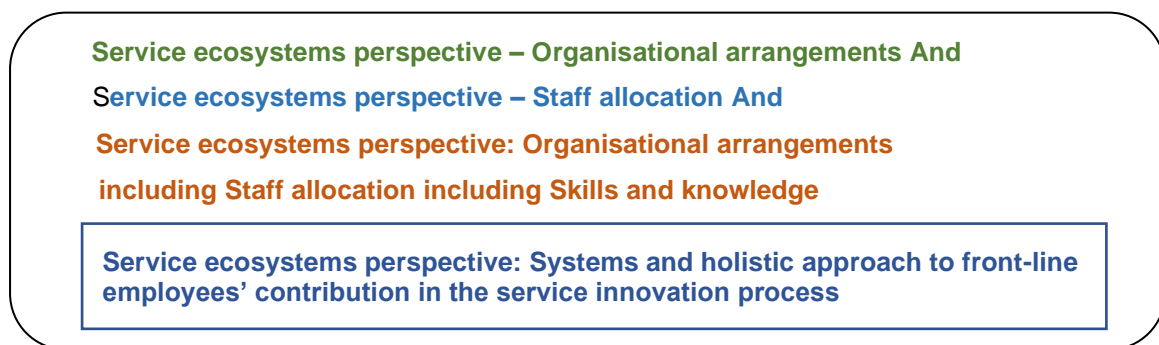 Service ecosystems perspective – Organisational arrangements And
Service ecosystems perspective – Staff allocation And
Service ecosystems perspective: Organisational arrangements
including Staff allocation including Skills and knowledge
Service ecosystems perspective: Systems and holistic approach to front-line
employees’ contribution in the service innovation process